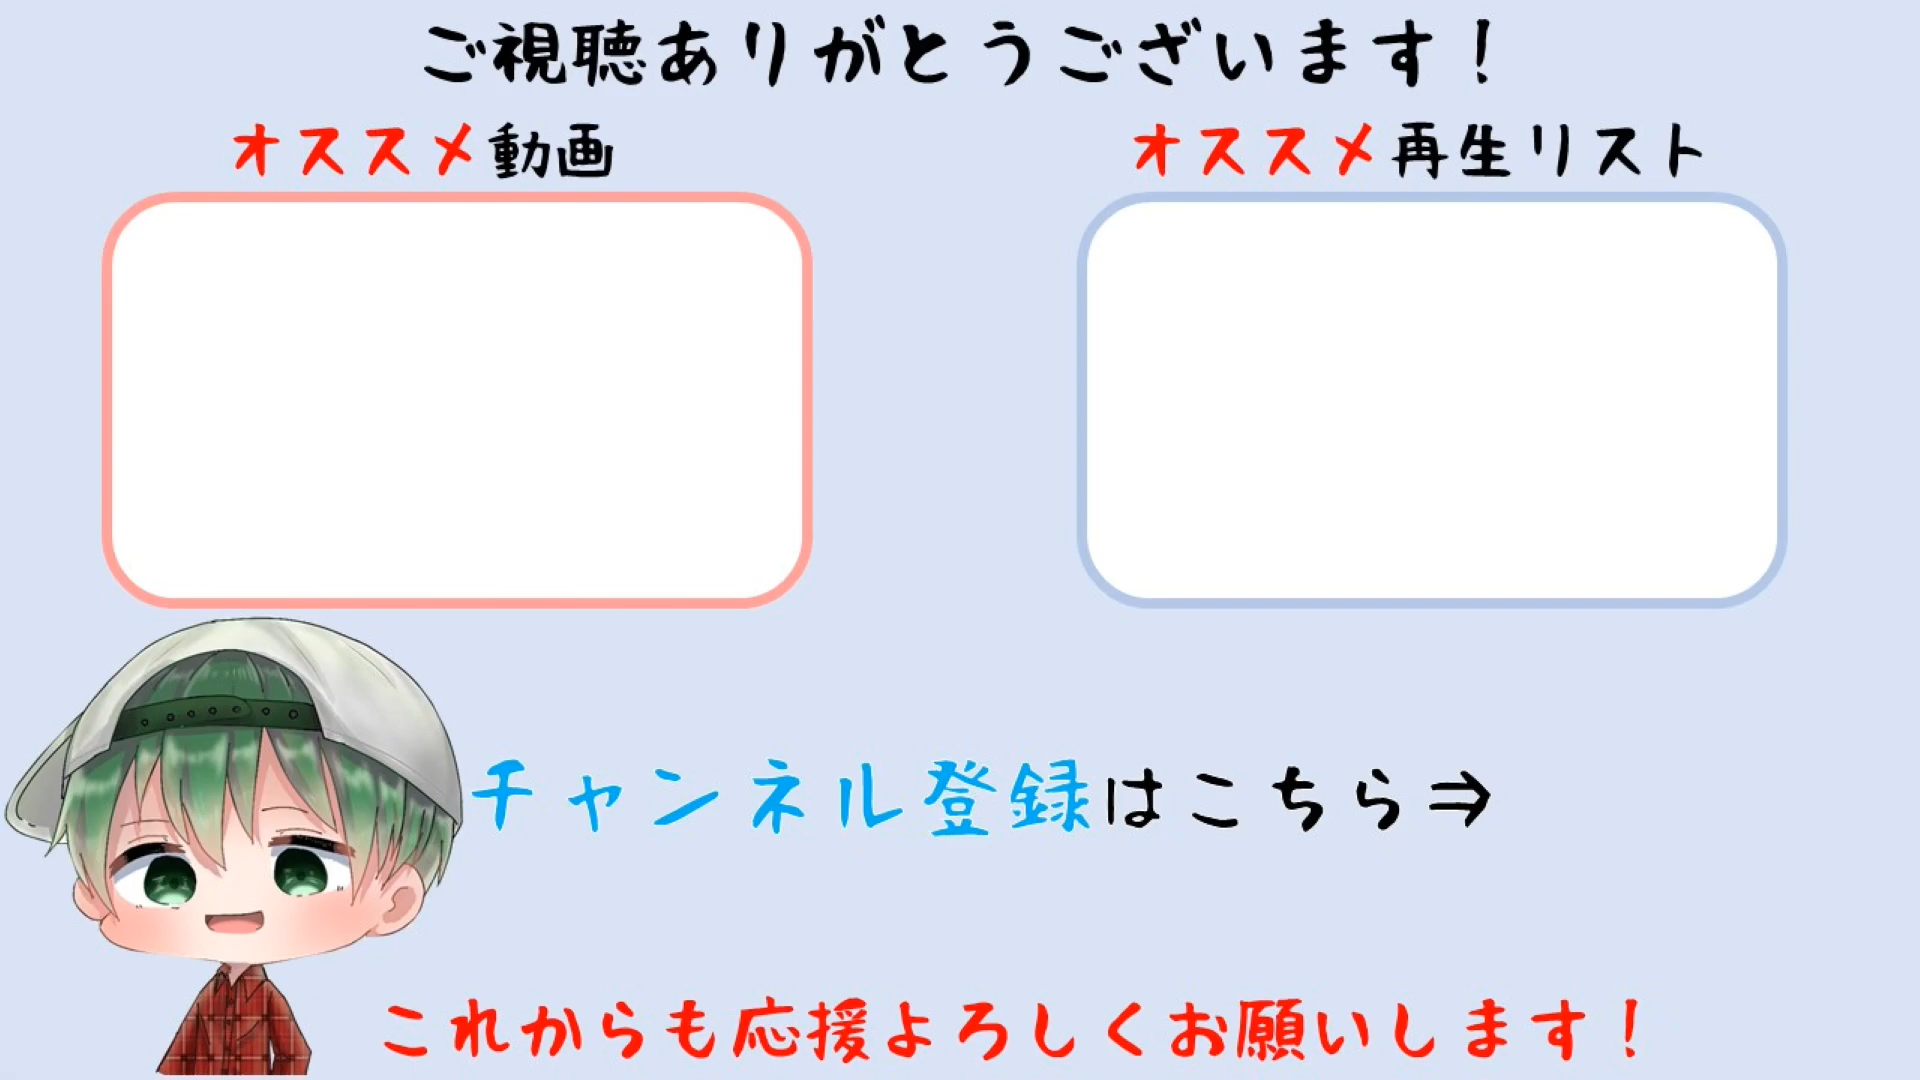 ご視聴ありがとうございます！
オススメ動画
オススメ再生リスト
チャンネル登録はこちら⇒
これからも応援よろしくお願いします！